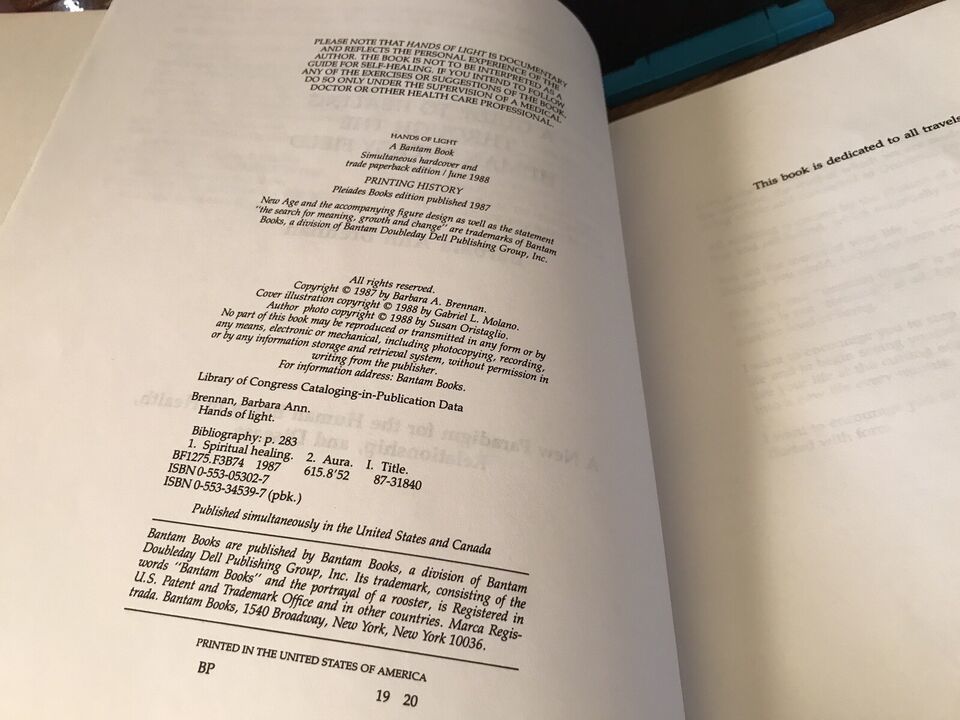 PLEASE NOTE THAT HANDS OF LIGHT IS DOCUMENTARY
AND REFLECTS THE PERSONAL EXPERIENCE OF THE
AUTHOR. THE BOOK IS NOT TO BE INTERPRETED AS A
GUIDE FOR SELF-HEALING. IF YOU INTEND TO FOLLOW
ANY OF THE EXERCISES OR SUGGESTIONS OF THE BOOK,
DO SO ONLY UNDER THE SUPERVISION OF A MEDICAL
DOCTOR OR OTHER HEALTH CARE PROFESSIONAL.
HANDS OF LIGHT
A Bantam Book
Simultaneous hardcover and
trade paperback edition / June 1988
PRINTING HISTORY
Pleiades Books edition published 1987
New Age and the accompanying figure design as well as the statement
"the search for meaning, growth and change" are trademarks of Bantam
Books, a division of Bantam Doubleday Dell Publishing Group, Inc.
All rights reserved.
Copyright © 1987 by Barbara A. Brennan.
Cover illustration copyright © 1988 by Gabriel L. Molano.
Author photo copyright © 1988 by Susan Oristaglio.
No part of this book may be reproduced or transmitted in any form or by
any means, electronic or mechanical, including photocopying, recording,
or by any information storage and retrieval system, without permission in
writing from the publisher.
For information address: Bantam Books.
Library of Congress Cataloging-in-Publication Data
Brennan, Barbara Ann.
Hands of light.
Bibliography: p. 283
1. Spiritual healing. 2. Aura. I. Title.
BF1275.F3B74 1987 615.8'52 87-31840
ISBN 0-553-05302-7
ISBN 0-553-34539-7 (pbk.)
Published simultaneously in the United States and Canada
Bantam Books are published by Bantam Books, a division of Bantam
Doubleday Dell Publishing Group, Inc. Its trademark, consisting of the
words "Bantam Books" and the portrayal of a rooster, is Registered in
U.S. Patent and Trademark Office and in other countries. Marca Regis-
trada. Bantam Books, 1540 Broadway, New York, New York 10036.
PRINTED IN THE UNITED STATES OF AMERICA
BP 19 20
This book is dedicated to all travels